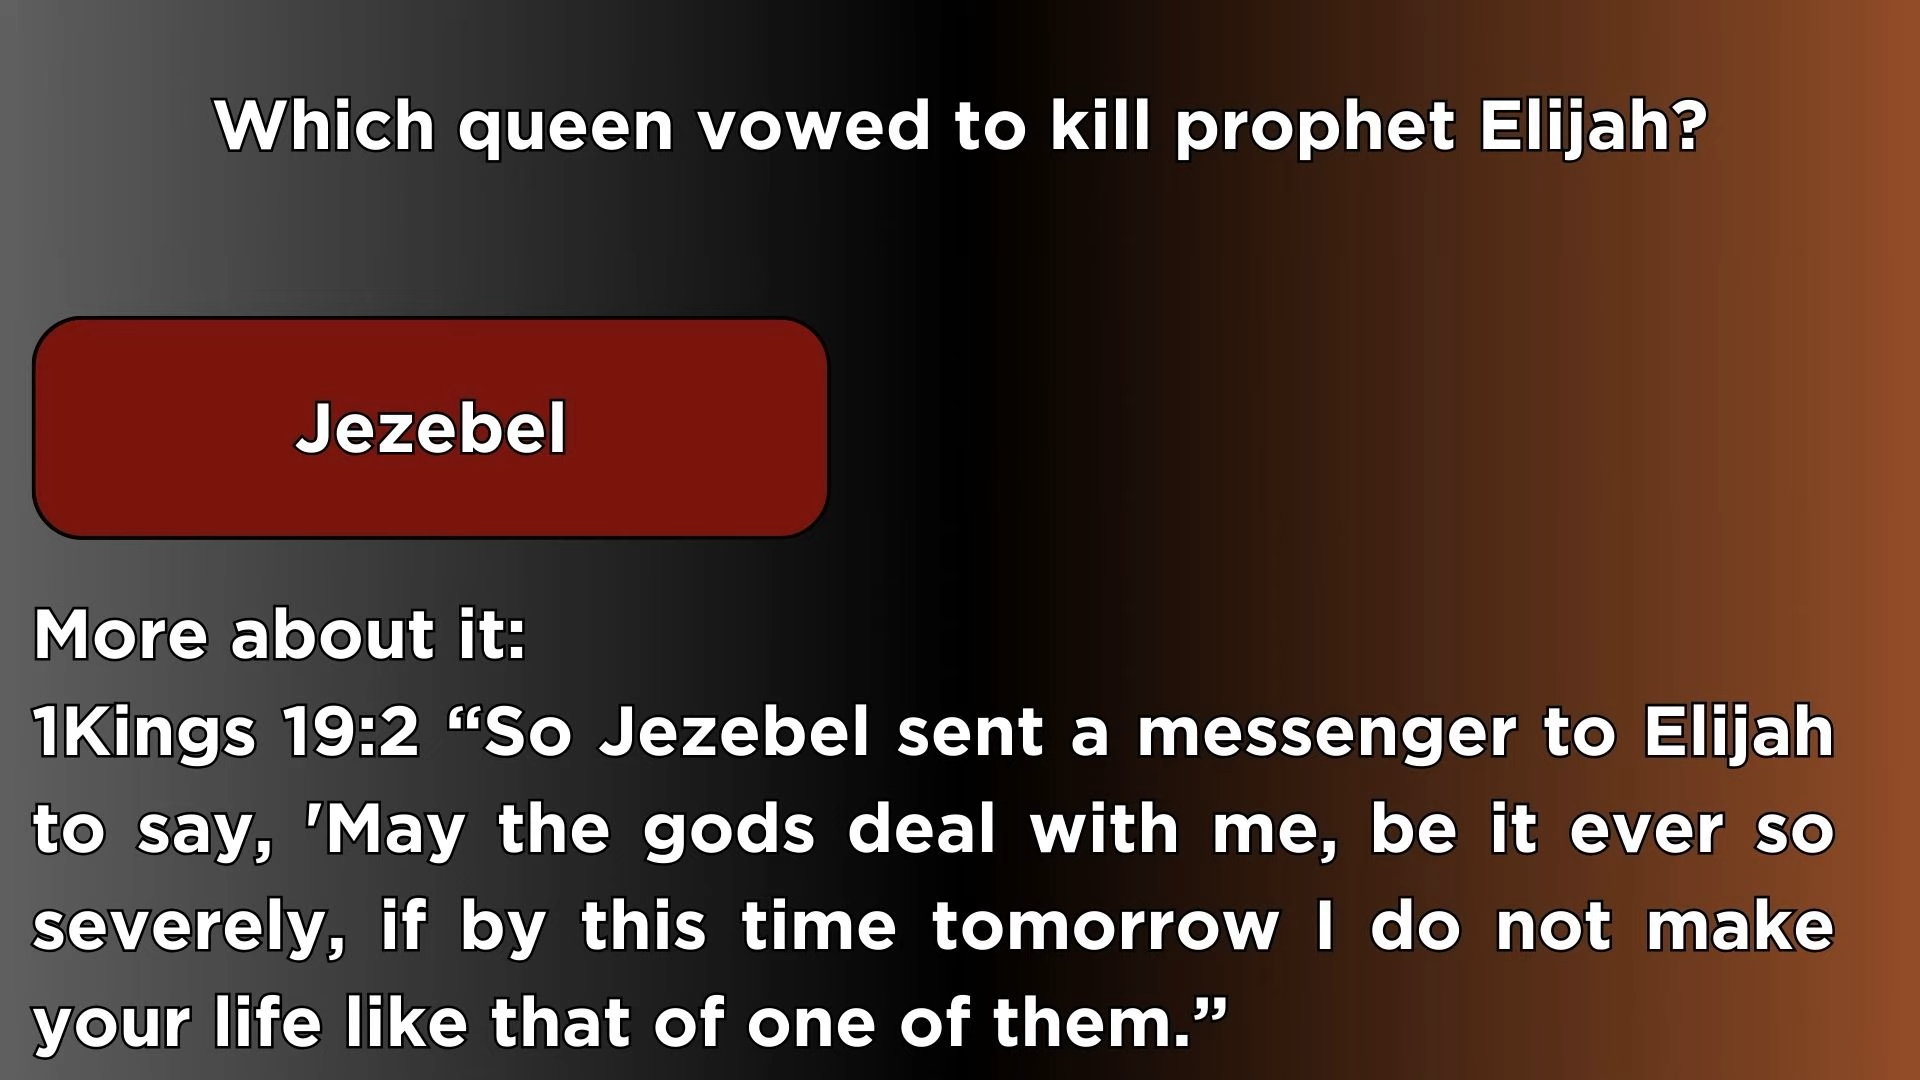 Which queen vowed to kill prophet Elijah?
Jezebel
More about it:
1Kings 19:2 “So Jezebel sent a messenger to Elijah
to say, 'May the gods deal with me, be it ever so
severely, if by this time tomorrow I do not make
your life like that of one of them.”